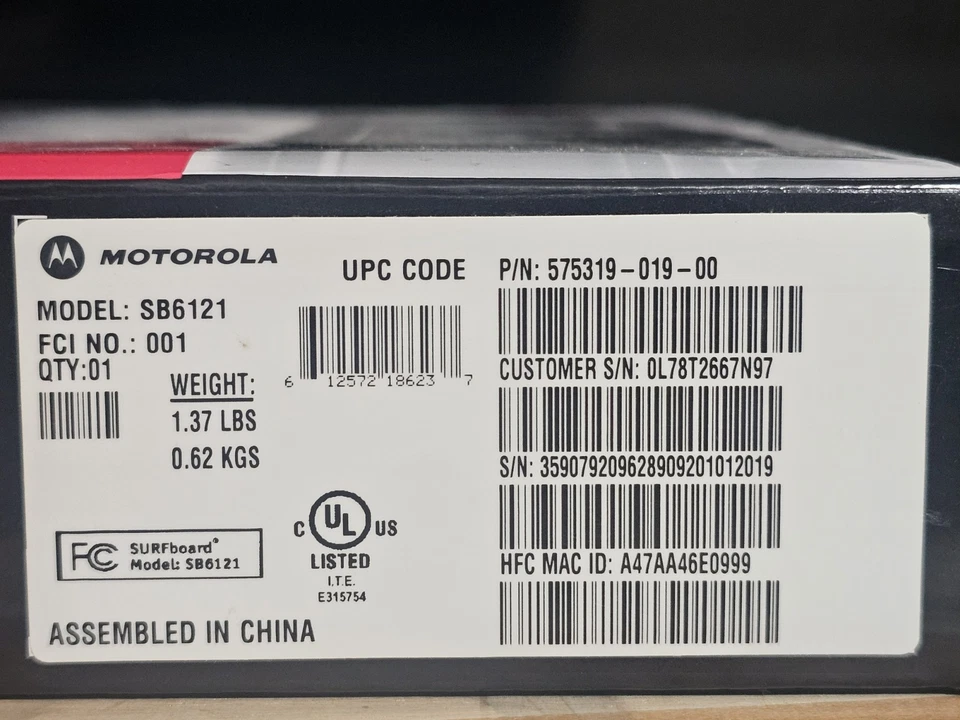 MOTOROLA
MODEL: SB6121
FCI NO.: 001
QTY:01
WEIGHT:
1.37 LBS
0.62 KGS
UPC CODE
6 12572 18623 7
FC SURFboard®
Model: SB6121
C UL US
LISTED
I.T.E.
E315754
ASSEMBLED IN CHINA
P/N: 575319-019-00
CUSTOMER S/N: 0L78T2667N97
S/N: 359079209628909201012019
HFC MAC ID: A47AA46E0999